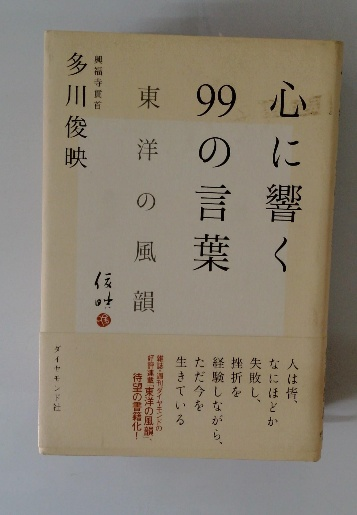 心に響く
99の言葉
東洋の風韻
興福寺貫首
多川俊映
俊映
人は皆、
なにほどか
失敗し、
挫折を
経験しながら、
ただ今を
生きている
雑誌・週刊ダイヤモンドの
好評連載「東洋の風韻」、
待望の書籍化!
ダイヤモンド社